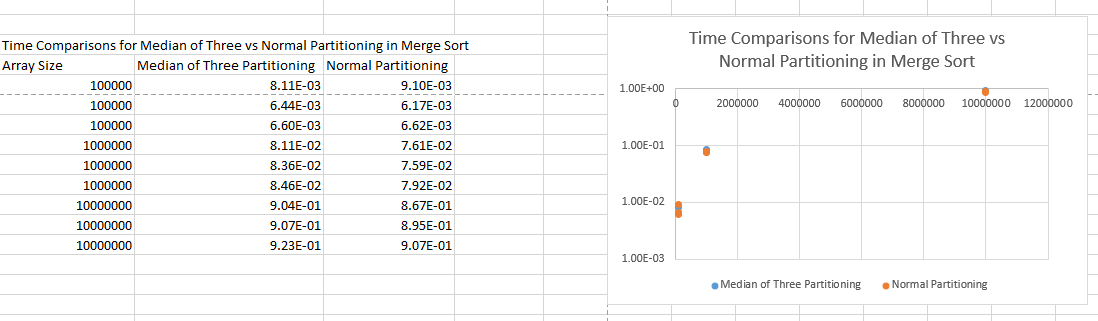 Time Comparisons for Median of Three vs Normal Partitioning in Merge Sort
Array Size Median of Three Partitioning Normal Partitioning
100000 8.11E-03 9.10E-03
100000 6.44E-03 6.17E-03
100000 6.60E-03 6.62E-03
1000000 8.11E-02 7.61E-02
1000000 8.36E-02 7.59E-02
1000000 8.46E-02 7.92E-02
10000000 9.04E-01 8.67E-01
10000000 9.07E-01 8.95E-01
10000000 9.23E-01 9.07E-01
Time Comparisons for Median of Three vs
Normal Partitioning in Merge Sort
1.00E+00
0 2000000 4000000 6000000 8000000 10000000 12000000
1.00E-01
1.00E-02
1.00E-03
Median of Three Partitioning Normal Partitioning